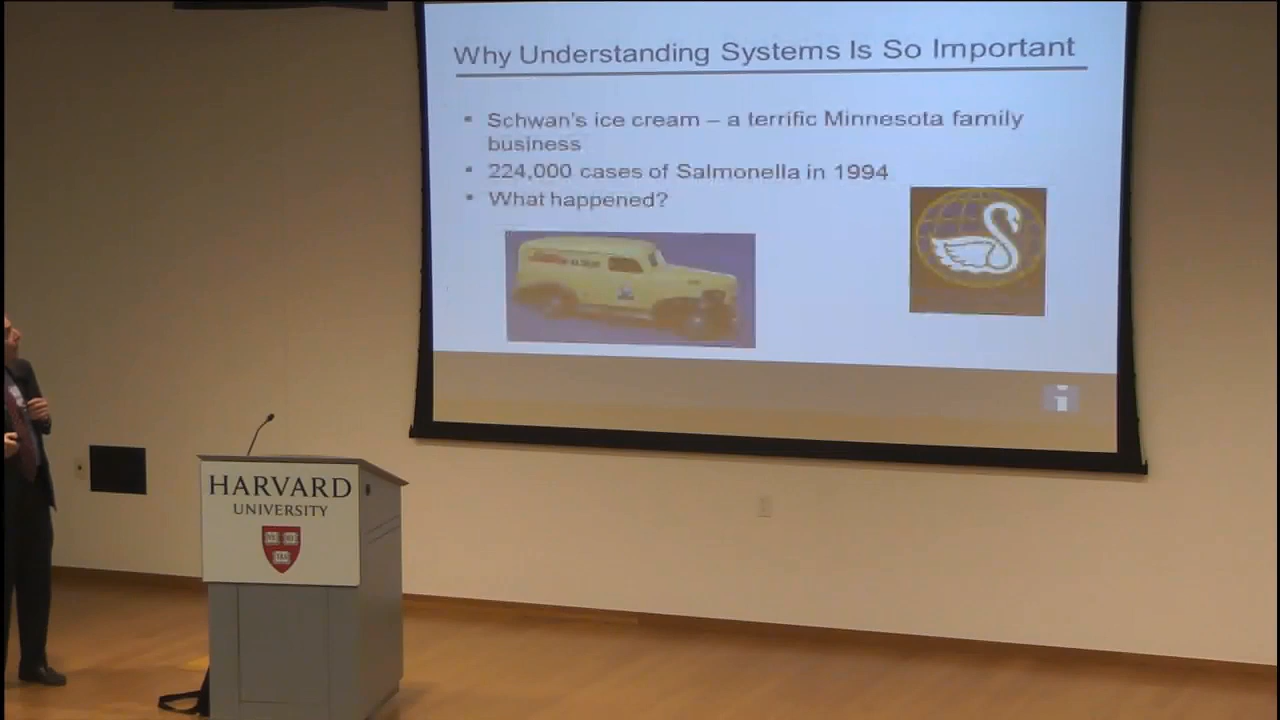 Why Understanding Systems Is So Important
Schwan's ice cream – a terrific Minnesota family
business
224,000 cases of Salmonella in 1994
What happened?
HARVARD
UNIVERSITY